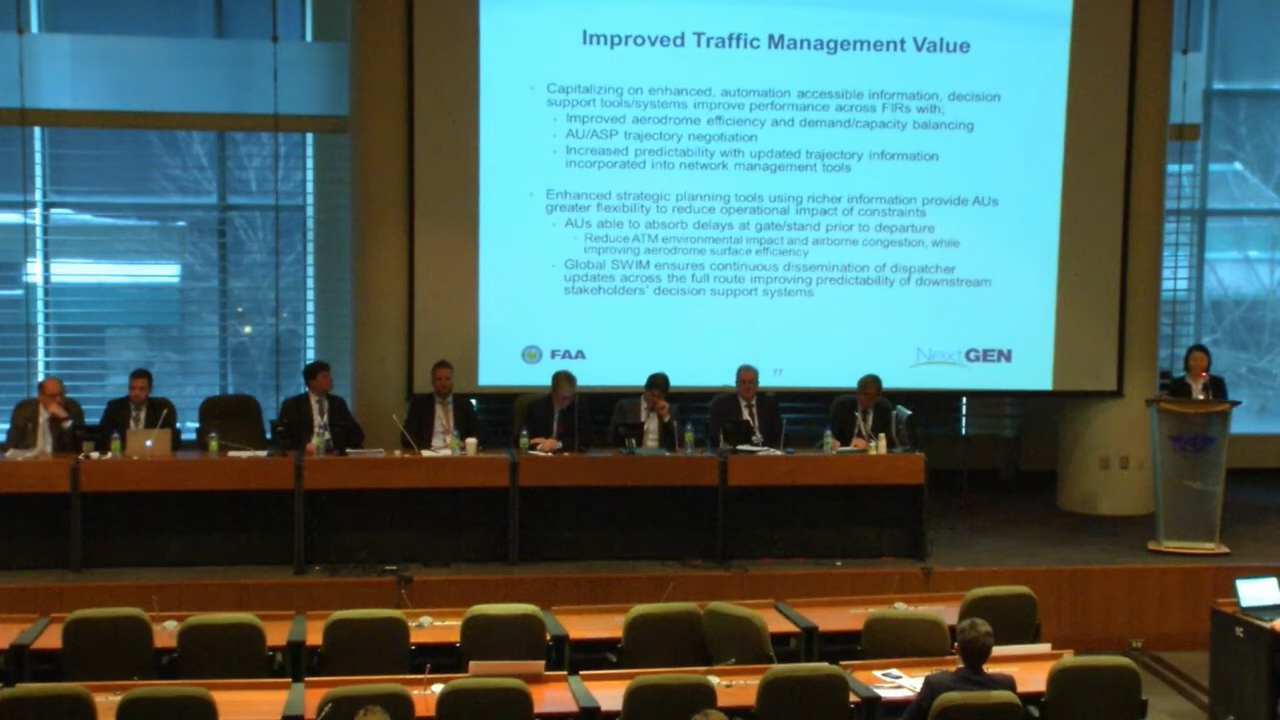 Improved Traffic Management Value
Capitalizing on enhanced, automation accessible information, decision
support tools/systems improve performance across FIRs with;
Improved aerodrome efficiency and demand/capacity balancing
AU/ASP trajectory negotiation
Increased predictability with updated trajectory information
incorporated into network management tools
Enhanced strategic planning tools using richer information provide AUs
greater flexibility to reduce operational impact of constraints
AUs able to absorb delays at gate/stand prior to departure
Reduce ATM environmental impact and airborne congestion, while
improving aerodrome surface efficiency
Global SWIM ensures continuous dissemination of dispatcher
updates across the full route improving predictability of downstream
stakeholders' decision support systems
FAA
NextGEN